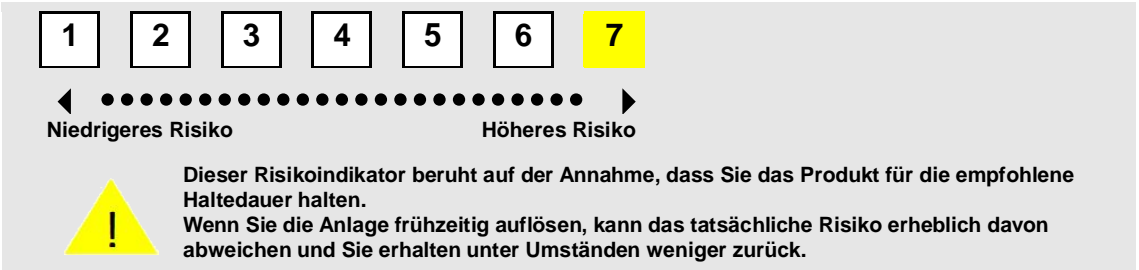 1 2 3 4 5 6 7
Niedrigeres Risiko Höheres Risiko
Dieser Risikoindikator beruht auf der Annahme, dass Sie das Produkt für die empfohlene
Haltedauer halten.
Wenn Sie die Anlage frühzeitig auflösen, kann das tatsächliche Risiko erheblich davon
abweichen und Sie erhalten unter Umständen weniger zurück.
!